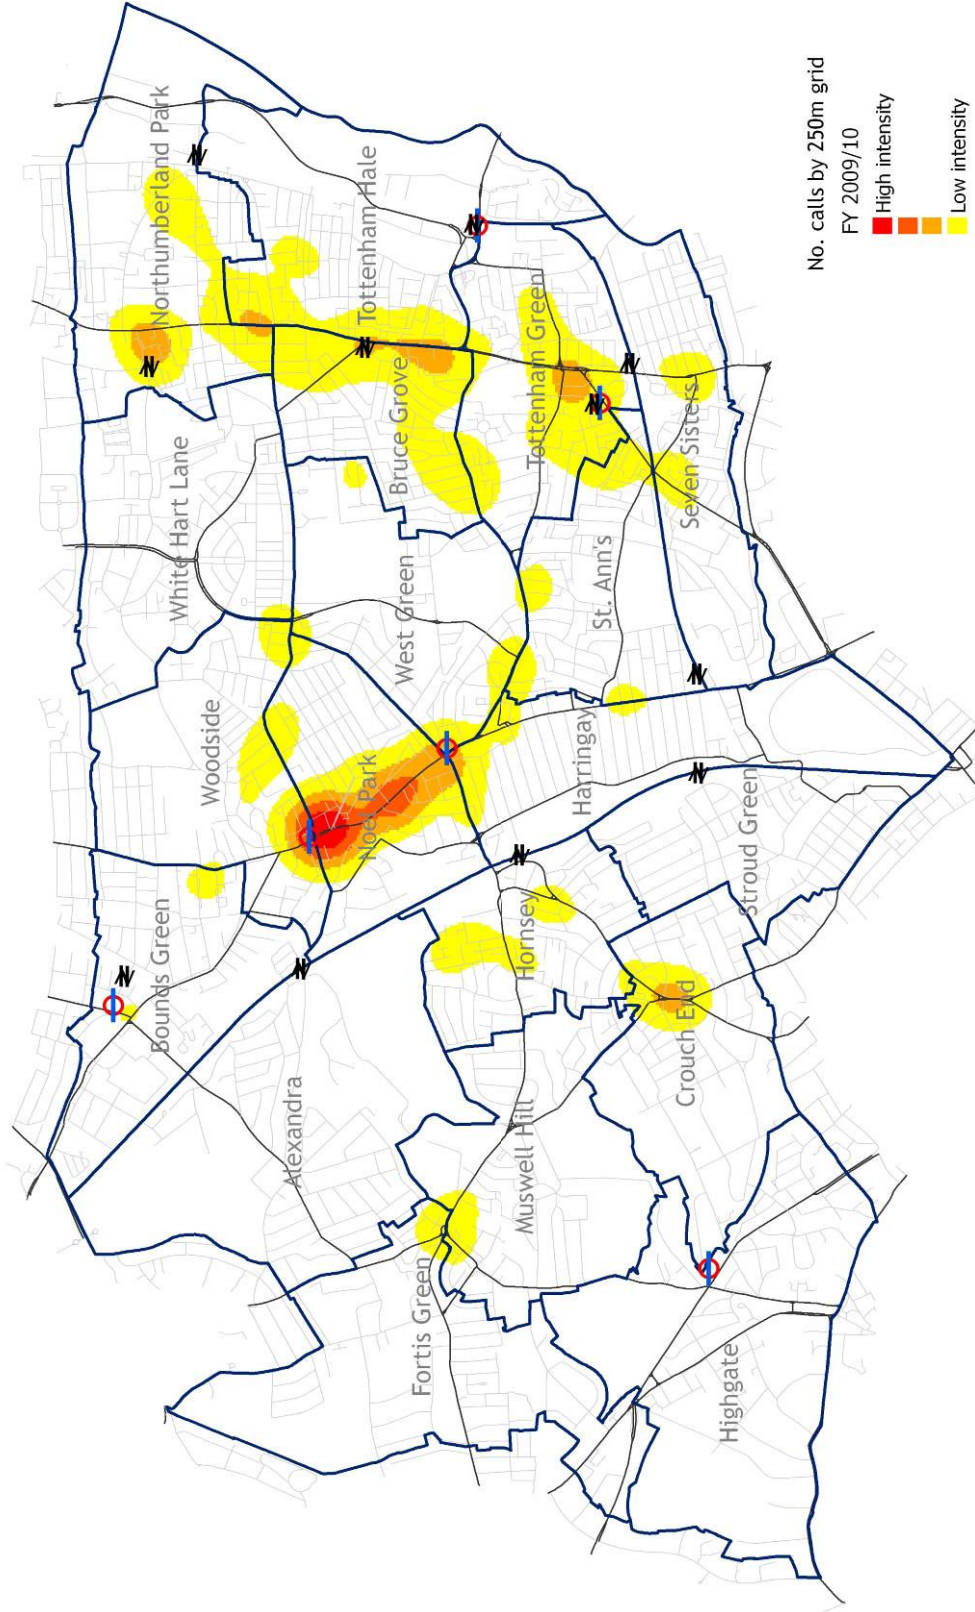 Northumberland Park
White Hart Lane
Woodside
Bounds Green
Tottenham Hale
Bruce Grove
West Green
Noel Park
Alexandra
Fortis Green
Tottenham Green
St. Ann's
Harringay
Hornsey
Muswell Hill
Seven Sisters
Stroud Green
Crouch End
Highgate
No. calls by 250m grid
FY 2009/10
High intensity
Low intensity